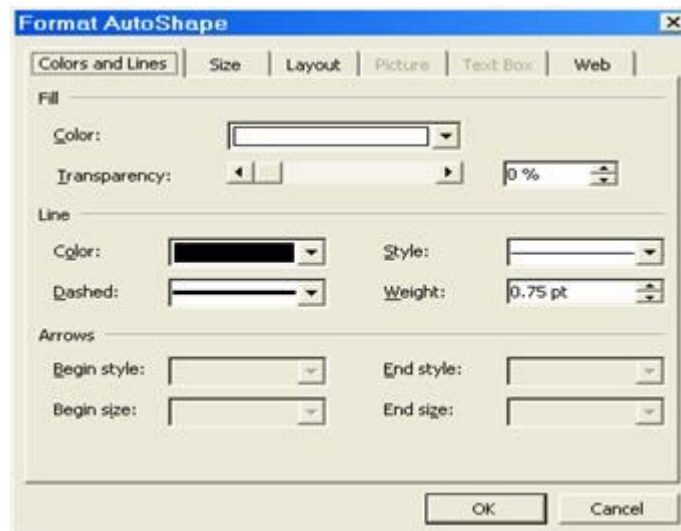 Format AutoShape
Colors and Lines Size Layout Picture Text Box Web
Fill
Color:
Transparency: 0 %
Line
Color: Style:
Dashed: Weight: 0.75 pt
Arrows
Begin style: End style:
Begin size: End size:
OK Cancel